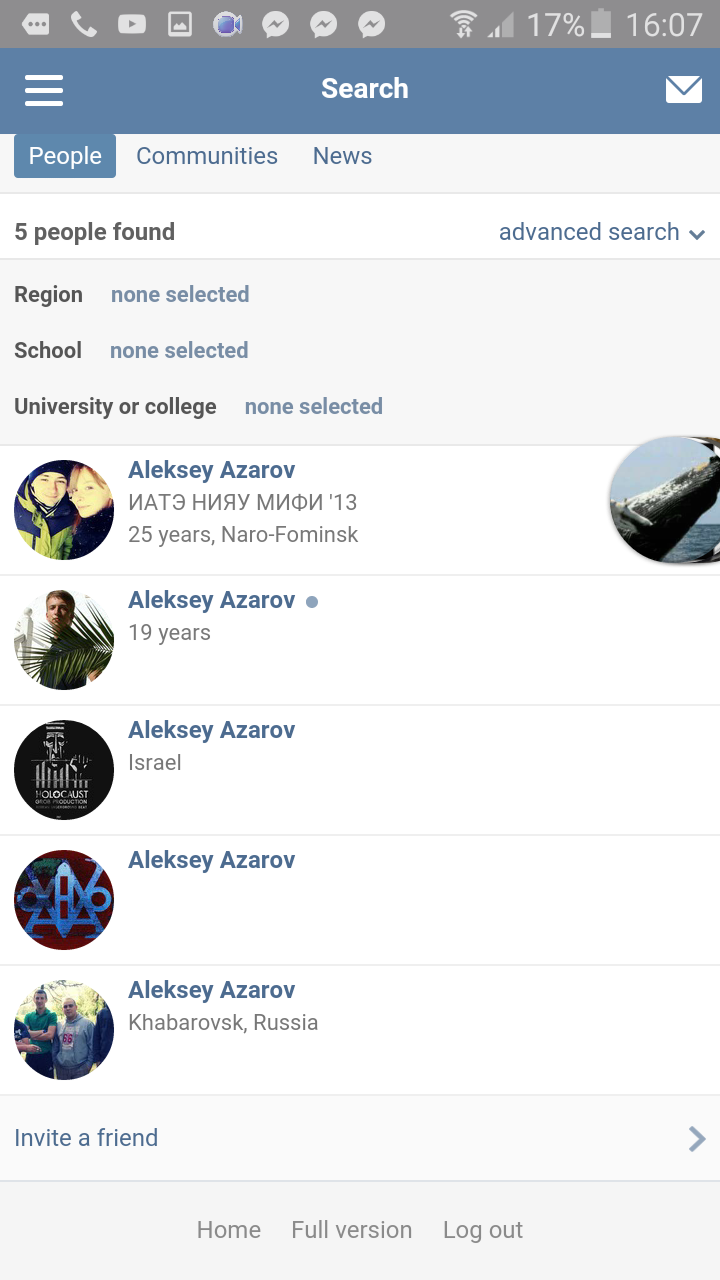 17% 16:07
Search
People Communities News
5 people found advanced search
Region none selected
School none selected
University or college none selected
Aleksey Azarov
ИАТЭ НИЯУ МИФИ '13
25 years, Naro-Fominsk
Aleksey Azarov
19 years
Aleksey Azarov
Israel
HOLOCAUST
GROB PRODUCTION
Aleksey Azarov
Aleksey Azarov
Khabarovsk, Russia
66
Invite a friend
Home Full version Log out